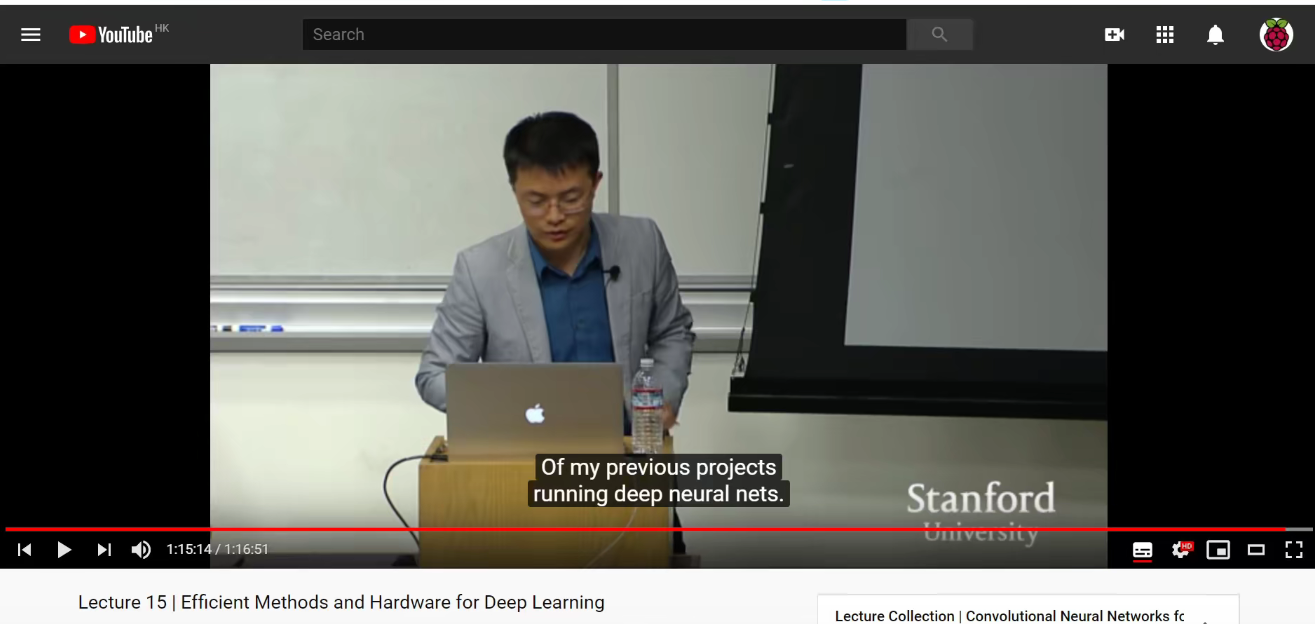 YouTube HK
Search
Of my previous projects
running deep neural nets.
Stanford
University
1:15:14 / 1:16:51
HD
Lecture 15 | Efficient Methods and Hardware for Deep Learning
Lecture Collection | Convolutional Neural Networks fo